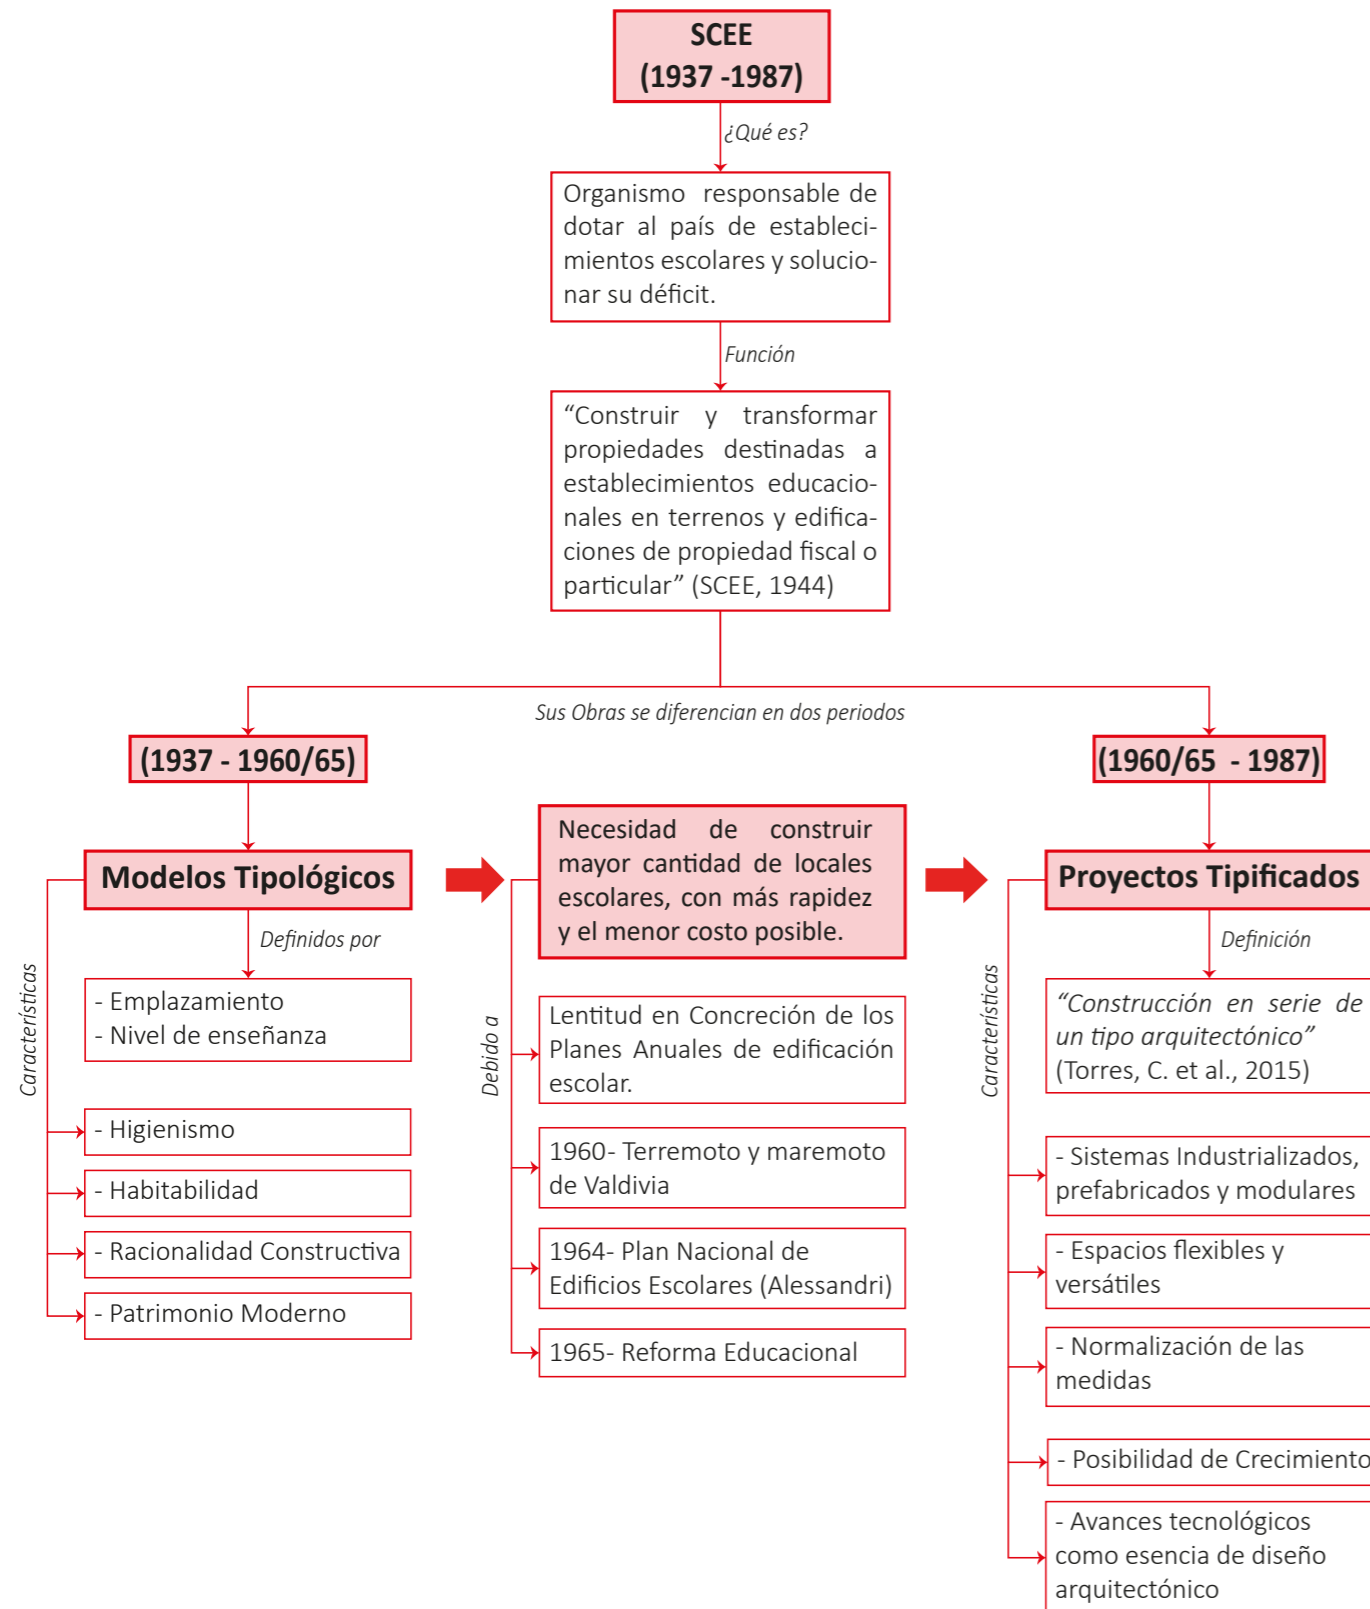 SCEE
(1937 -1987)
¿Qué es?
Organismo responsable de
dotar al país de estableci-
mientos escolares y solucio-
nar su déficit.
Función
“Construir y transformar
propiedades destinadas a
establecimientos educacio-
nales en terrenos y edifica-
ciones de propiedad fiscal o
particular” (SCEE, 1944)
Sus Obras se diferencian en dos periodos
(1937 - 1960/65)
Modelos Tipológicos
Definidos por
- Emplazamiento
- Nivel de enseñanza
Características
- Higienismo
- Habitabilidad
- Racionalidad Constructiva
- Patrimonio Moderno
Necesidad de construir
mayor cantidad de locales
escolares, con más rapidez
y el menor costo posible.
Debido a
Lentitud en Concreción de los
Planes Anuales de edificación
escolar.
1960- Terremoto y maremoto
de Valdivia
1964- Plan Nacional de
Edificios Escolares (Alessandri)
1965- Reforma Educacional
(1960/65 - 1987)
Proyectos Tipificados
Definición
“Construcción en serie de
un tipo arquitectónico”
(Torres, C. et al., 2015)
Características
- Sistemas Industrializados,
prefabricados y modulares
- Espacios flexibles y
versátiles
- Normalización de las
medidas
- Posibilidad de Crecimiento
- Avances tecnológicos
como esencia de diseño
arquitectónico